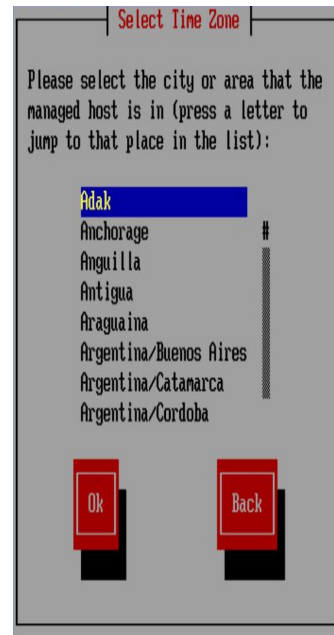 Select Time Zone
Please select the city or area that the
managed host is in (press a letter to
jump to that place in the list):
Adak
Anchorage #
Anguilla
Antigua
Araguaina
Argentina/Buenos Aires
Argentina/Catamarca
Argentina/Cordoba
Ok Back